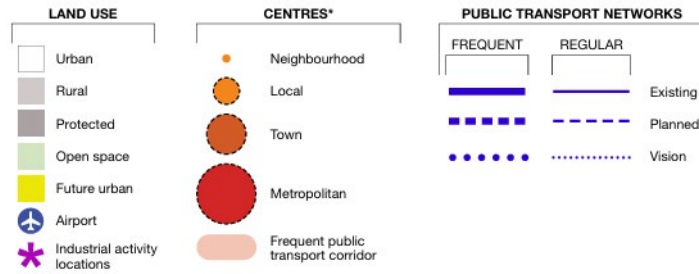 LAND USE
Urban
Rural
Protected
Open space
Future urban
Airport
Industrial activity
locations
CENTRES*
Neighbourhood
Local
Town
Metropolitan
Frequent public
transport corridor
PUBLIC TRANSPORT NETWORKS
FREQUENT
REGULAR
Existing
Planned
Vision